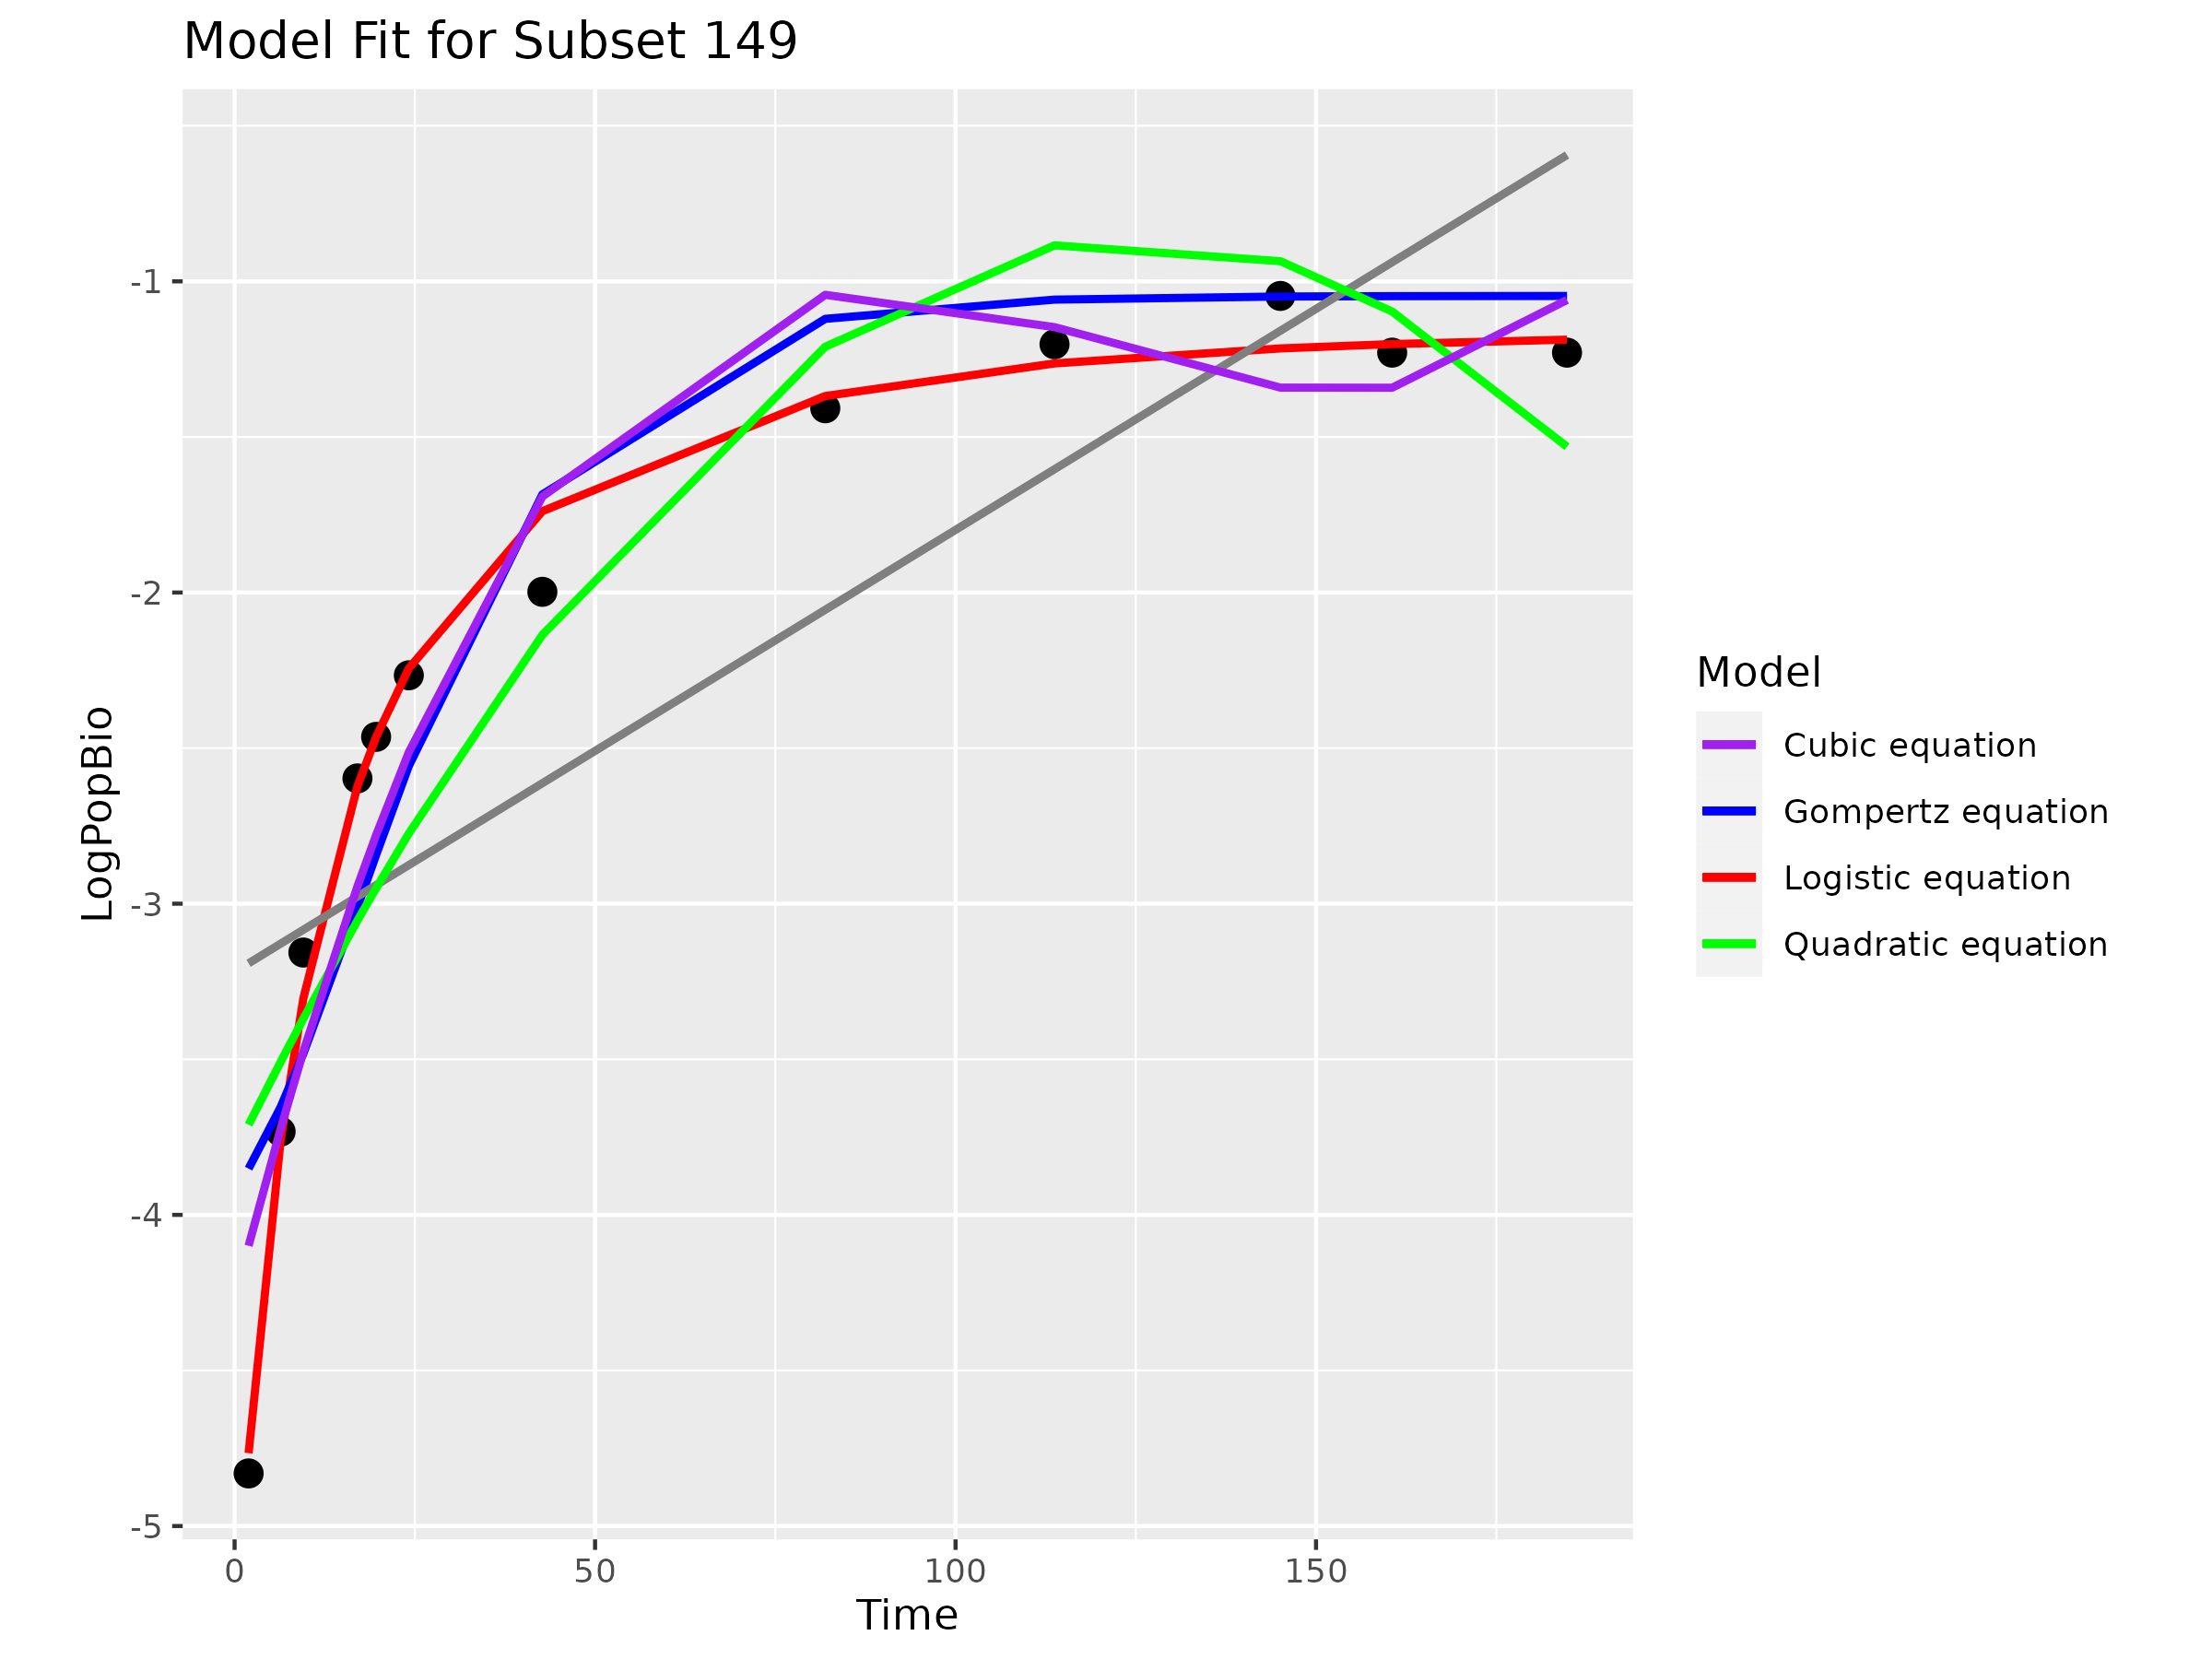 Model Fit for Subset 149
LogPopBio
-1
-2
-3
-4
-5
0 50 100 150
Time
Model
Cubic equation
Gompertz equation
Logistic equation
Quadratic equation